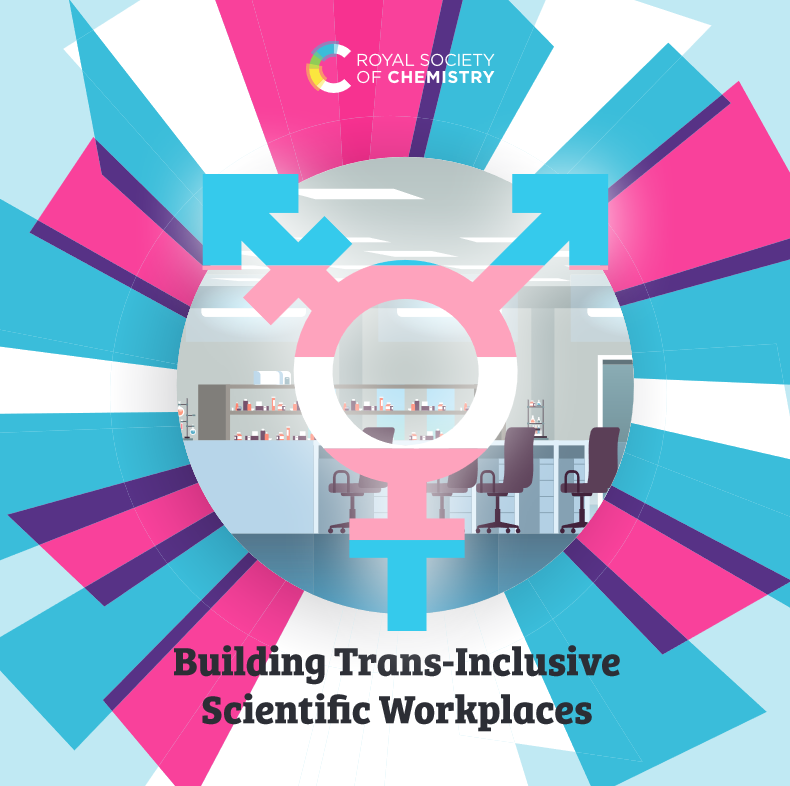 ROYAL SOCIETY
OF CHEMISTRY
Building Trans-Inclusive
Scientific Workplaces